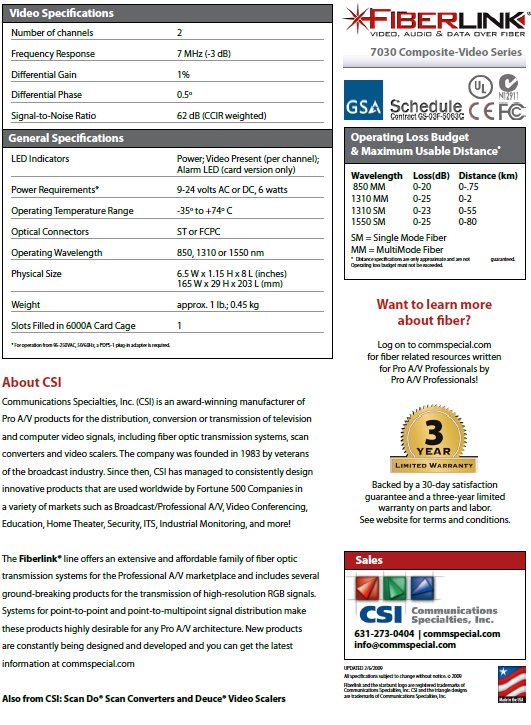 Video Specifications
Number of channels 2
Frequency Response 7 MHz (-3 dB)
Differential Gain 1%
Differential Phase 0.5º
Signal-to-Noise Ratio 62 dB (CCIR weighted)
General Specifications
LED Indicators Power; Video Present (per channel);
Alarm LED (card version only)
Power Requirements* 9-24 volts AC or DC, 6 watts
Operating Temperature Range -35º to +74º C
Optical Connectors ST or FCPC
Operating Wavelength 850, 1310 or 1550 nm
Physical Size 6.5 W x 1.15 H x 8 L (inches)
165 W x 29 H x 203 L (mm)
Weight approx. 1 lb.; 0.45 kg
Slots Filled in 6000A Card Cage 1
* For operation from 95-250VAC, 50/60Hz, a PDPS-1 plug-in adapter is required.
About CSI
Communications Specialties, Inc. (CSI) is an award-winning manufacturer of
Pro A/V products for the distribution, conversion or transmission of television
and computer video signals, including fiber optic transmission systems, scan
converters and video scalers. The company was founded in 1983 by veterans
of the broadcast industry. Since then, CSI has managed to consistently design
innovative products that are used worldwide by Fortune 500 Companies in
a variety of markets such as Broadcast/Professional A/V, Video Conferencing,
Education, Home Theater, Security, ITS, Industrial Monitoring, and more!
The Fiberlink® line offers an extensive and affordable family of fiber optic
transmission systems for the Professional A/V marketplace and includes several
ground-breaking products for the transmission of high-resolution RGB signals.
Systems for point-to-point and point-to-multipoint signal distribution make
these products highly desirable for any Pro A/V architecture. New products
are constantly being designed and developed and you can get the latest
information at commspecial.com
Also from CSI: Scan Do® Scan Converters and Deuce® Video Scalers
FIBERLINK®
VIDEO, AUDIO & DATA OVER FIBER
7030 Composite-Video Series
GSA Schedule
Contract GS-03F-5063C
UL
N12911
CE FC
Operating Loss Budget
& Maximum Usable Distance*
Wavelength Loss(dB) Distance (km)
850 MM 0-20 0-.75
1310 MM 0-25 0-2
1310 SM 0-23 0-55
1550 SM 0-25 0-80
SM = Single Mode Fiber
MM = MultiMode Fiber
* Distance specifications are only approximate and are not guaranteed.
Operating loss budget must not be exceeded.
Want to learn more
about fiber?
Log on to commspecial.com
for fiber related resources written
for Pro A/V Professionals by
Pro A/V Professionals!
3
YEAR
LIMITED WARRANTY
Backed by a 30-day satisfaction
guarantee and a three-year limited
warranty on parts and labor.
See website for terms and conditions.
Sales
CSI Communications
Specialties, Inc.
631-273-0404 | commspecial.com
info@commspecial.com
UPDATED 2/6/2009
All specifications subject to change without notice. © 2009
Fiberlink and the starburst logo are registered trademarks of
Communications Specialties, Inc. CSI and the triangle designs
are trademarks of Communications Specialties, Inc.
Made in the USA